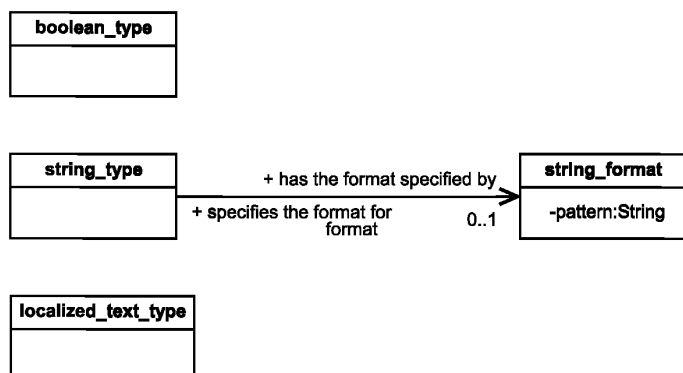 boolean_type
string_type
+ has the format specified by
string_format
+ specifies the format for
format
0..1
-pattern:String
localized_text_type